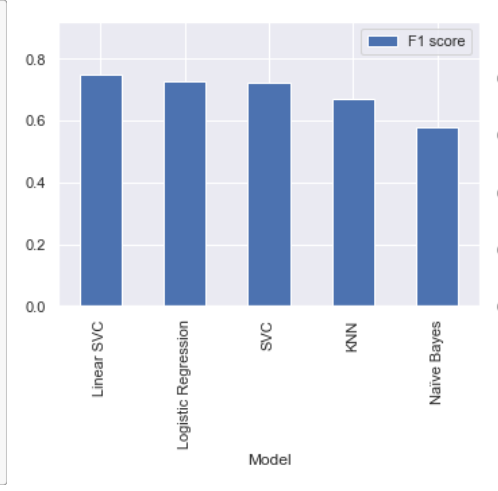 F1 score
0.8
0.6
0.4
0.2
0.0
Linear SVC
Logistic Regression
SVC
KNN
Naïve Bayes
Model